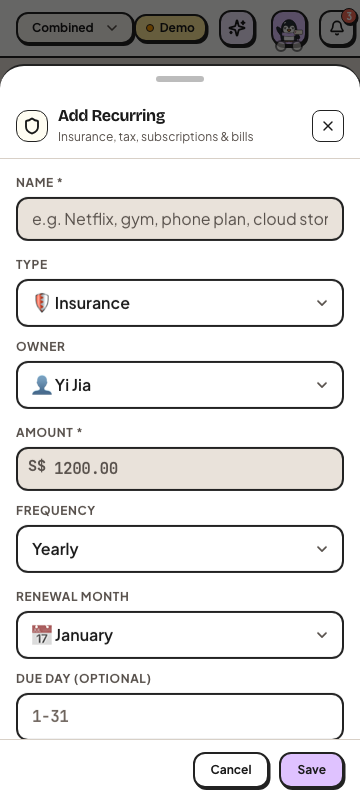 Combined
Demo
3
Add Recurring
Insurance, tax, subscriptions & bills
NAME *
e.g. Netflix, gym, phone plan, cloud stor
TYPE
Insurance
OWNER
Yi Jia
AMOUNT *
S$ 1200.00
FREQUENCY
Yearly
RENEWAL MONTH
17 January
DUE DAY (OPTIONAL)
1-31
Cancel Save